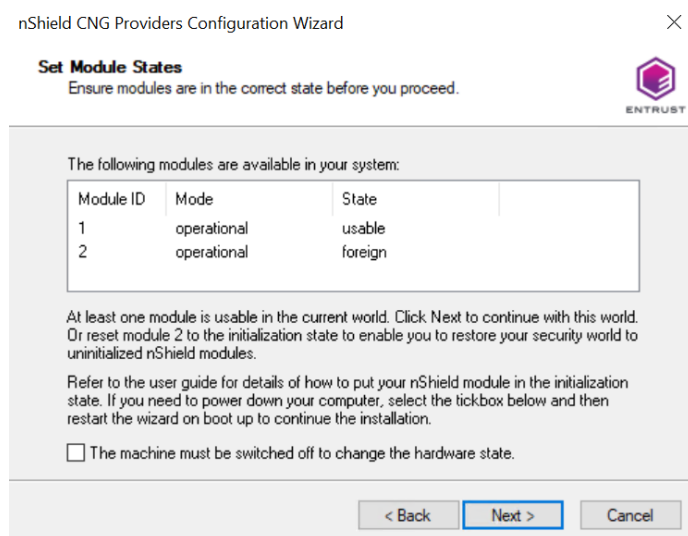 nShield CNG Providers Configuration Wizard
Set Module States
Ensure modules are in the correct state before you proceed.
ENTRUST
The following modules are available in your system:
Module ID Mode State
1 operational usable
2 operational foreign
At least one module is usable in the current world. Click Next to continue with this world.
Or reset module 2 to the initialization state to enable you to restore your security world to
uninitialized nShield modules.
Refer to the user guide for details of how to put your nShield module in the initialization
state. If you need to power down your computer, select the tickbox below and then
restart the wizard on boot up to continue the installation.
The machine must be switched off to change the hardware state.
< Back Next > Cancel